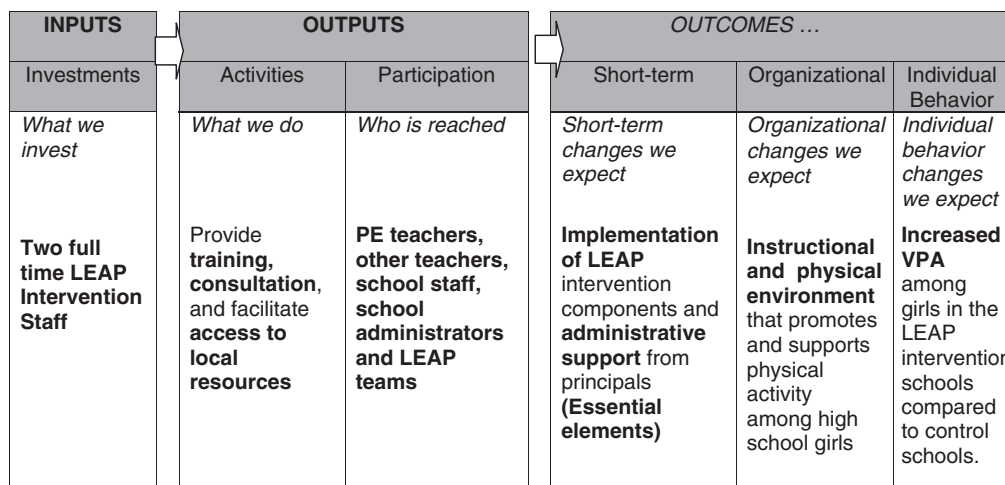 INPUTS
OUTPUTS
OUTCOMES …
Investments
Activities
Participation
Short-term
Organizational
Individual
Behavior
What we
invest
What we do
Who is reached
Short-term
changes we
expect
Organizational
changes we
expect
Individual
behavior
changes
we expect
Two full
time LEAP
Intervention
Staff
Provide
training,
consultation,
and facilitate
access to
local
resources
PE teachers,
other teachers,
school staff,
school
administrators
and LEAP
teams
Implementation
of LEAP
intervention
components and
administrative
support from
principals
(Essential
elements)
Instructional
and physical
environment
that promotes
and supports
physical
activity
among high
school girls
Increased
VPA
among
girls in the
LEAP
intervention
schools
compared
to control
schools.